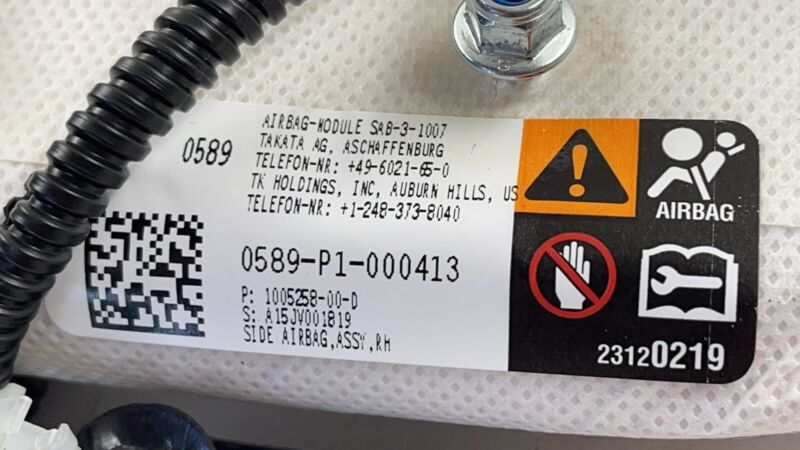 0589
AIRBAG-MODULE SAB-3-1007
TAKATA AG, ASCHAFFENBURG
TELEFON-NR: +49-6021-65-0
TK HOLDINGS, INC, AUBURN HILLS, US
TELEFON-NR: +1-248-373-8040
0589-P1-000413
P: 1005258-00-D
S: A15JV001819
SIDE AIRBAG,ASSY,RH
AIRBAG
23120219